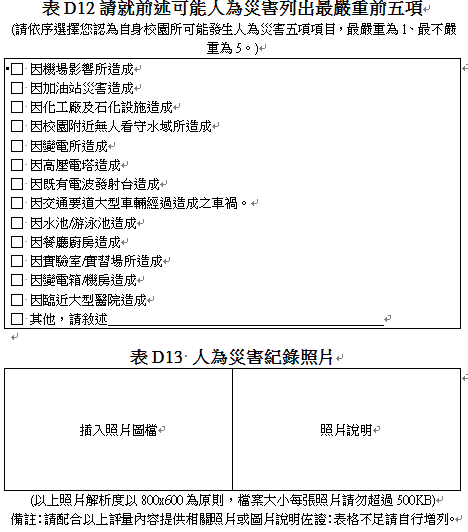 表 D12 請就前述可能人為災害列出最嚴重前五項
(請依序選擇您認為自身校園所可能發生人為災害五項項目，最嚴重為 1、最不嚴
重為 5。)
□ 因機場影響所造成
□ 因加油站災害造成
□ 因化工廠及石化設施造成
□ 因校園附近無人看守水域所造成
□ 因變電所造成
□ 因高壓電塔造成
□ 因既有電波發射台造成
□ 因交通要道大型車輛經過造成之車禍。
□ 因水池/游泳池造成
□ 因餐廳廚房造成
□ 因實驗室/實習場所造成
□ 因變電箱/機房造成
□ 因臨近大型醫院造成
□ 其他，請敘述
表 D13 人為災害紀錄照片
插入照片圖檔 照片說明
(以上照片解析度以 800x600 為原則，檔案大小每張照片請勿超過 500KB)
備註：請配合以上評量內容提供相關照片或圖片說明佐證；表格不足請自行增列。